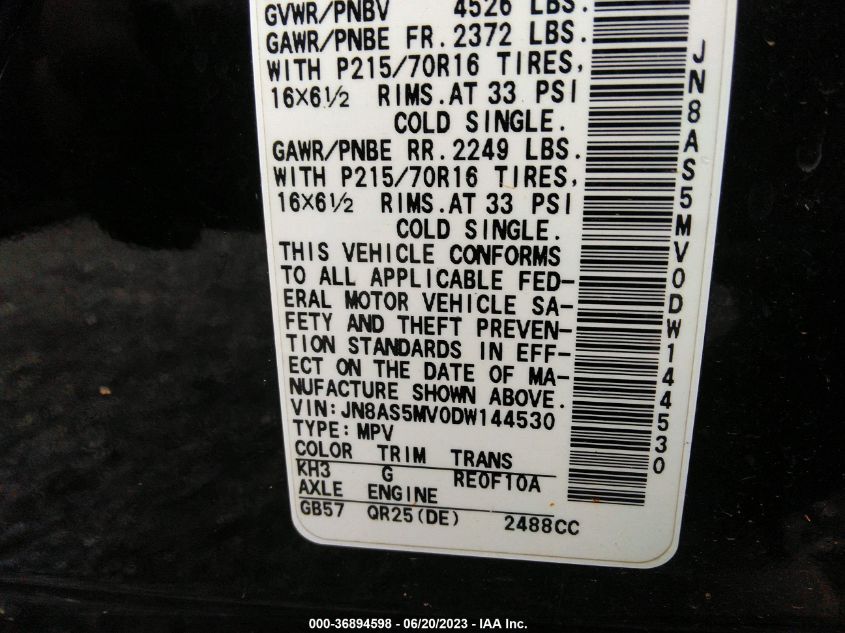 GVWR/PNBV 4526 LBS.
GAWR/PNBE FR. 2372 LBS.
WITH P215/70R16 TIRES,
16×6½ RIMS. AT 33 PSI
COLD SINGLE.
GAWR/PNBE RR. 2249 LBS.
WITH P215/70R16 TIRES,
16×6½ RIMS. AT 33 PSI
COLD SINGLE.
THIS VEHICLE CONFORMS
TO ALL APPLICABLE FED-
ERAL MOTOR VEHICLE SA-
FETY AND THEFT PREVEN-
TION STANDARDS IN EFF-
ECT ON THE DATE OF MA-
NUFACTURE SHOWN ABOVE.
VIN:JN8AS5MV0DW144530
TYPE:MPV
COLOR TRIM TRANS
KH3 G RE0F10A
AXLE ENGINE
GB57 QR25(DE) 2488CC
JN8AS5MV0DW144530
000-36894598 - 06/20/2023 - IAA Inc.